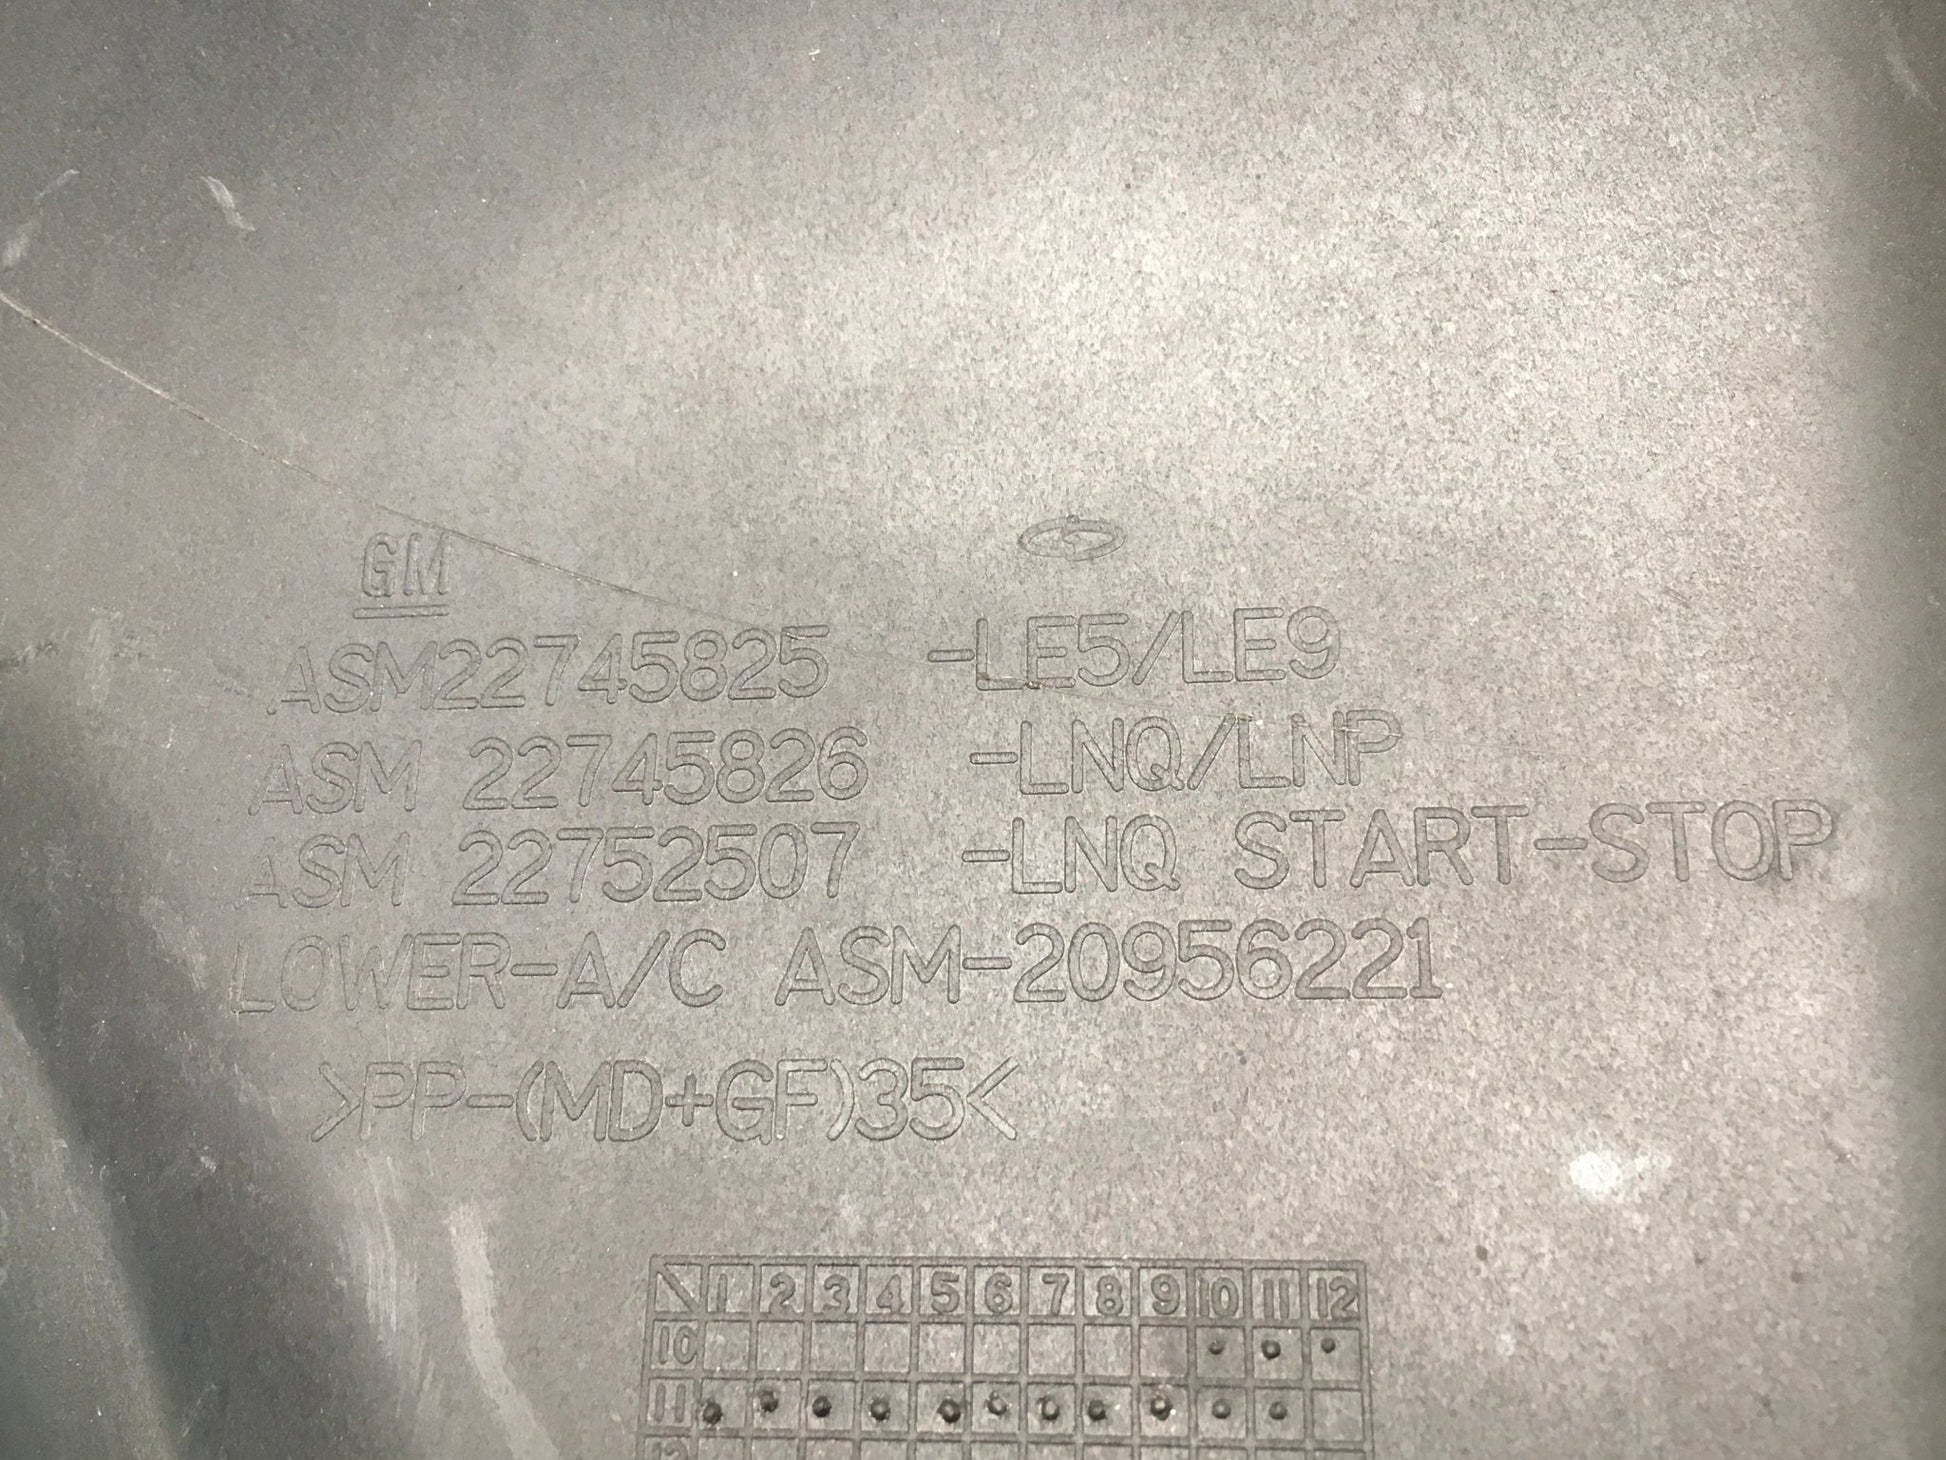 GM
ASM22745825 -LE5/LE9
ASM 22745826 -LNQ/LNP
ASM 22752507 -LNQ START-STOP
LOWER-A/C ASM-20956221
>PP-(MD+GF)35<
1 2 3 4 5 6 7 8 9 10 11 12
10
11
12